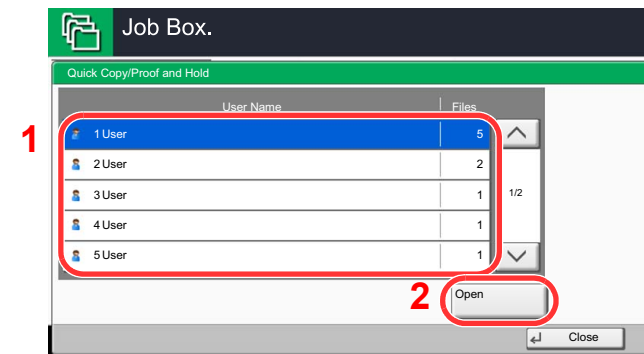 Job Box.
Quick Copy/Proof and Hold
User Name Files
1
1 User 5
2 User 2
3 User 1
1/2
4 User 1
5 User 1
2
Open
Close